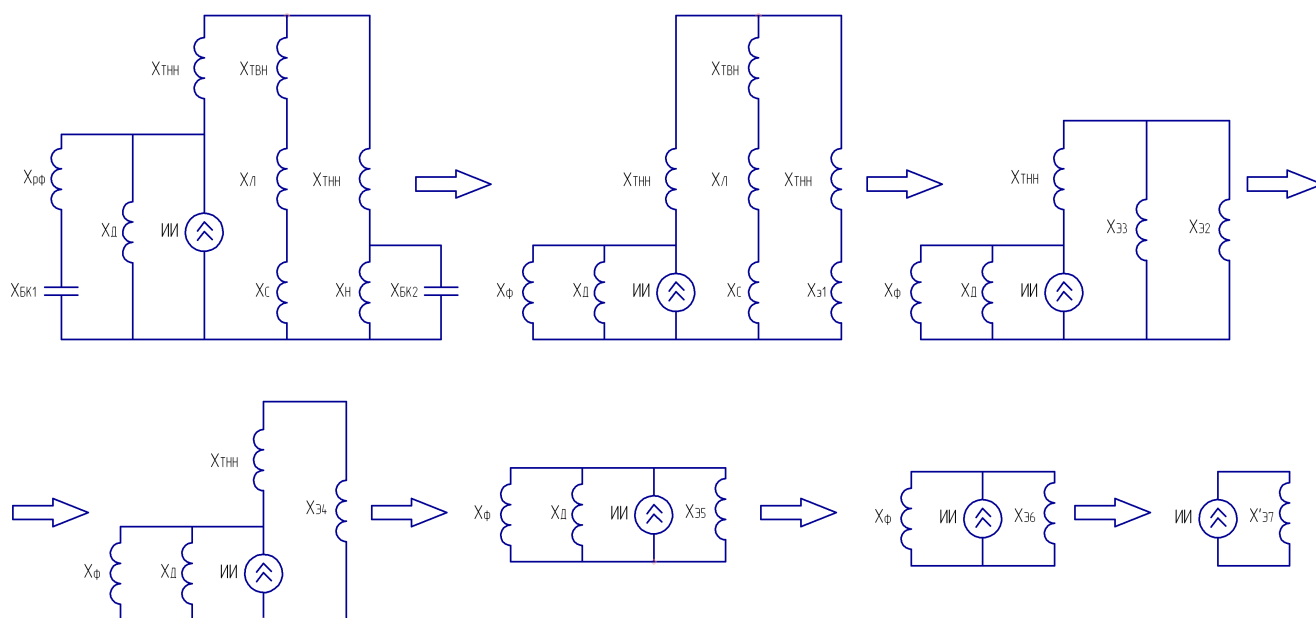 XТНН XТВН
XТВН
Xрф Xл XТНН XТНН Xл XТНН XТНН
XД ИИ XЭ3 XЭ2
XБК1 XС XН XБК2 Xф XД ИИ XС Xэ1 Xф XД ИИ
XТНН
XЭ4 Xф XД ИИ XЭ5 Xф ИИ XЭ6 ИИ X'Э7
Xф XД ИИ